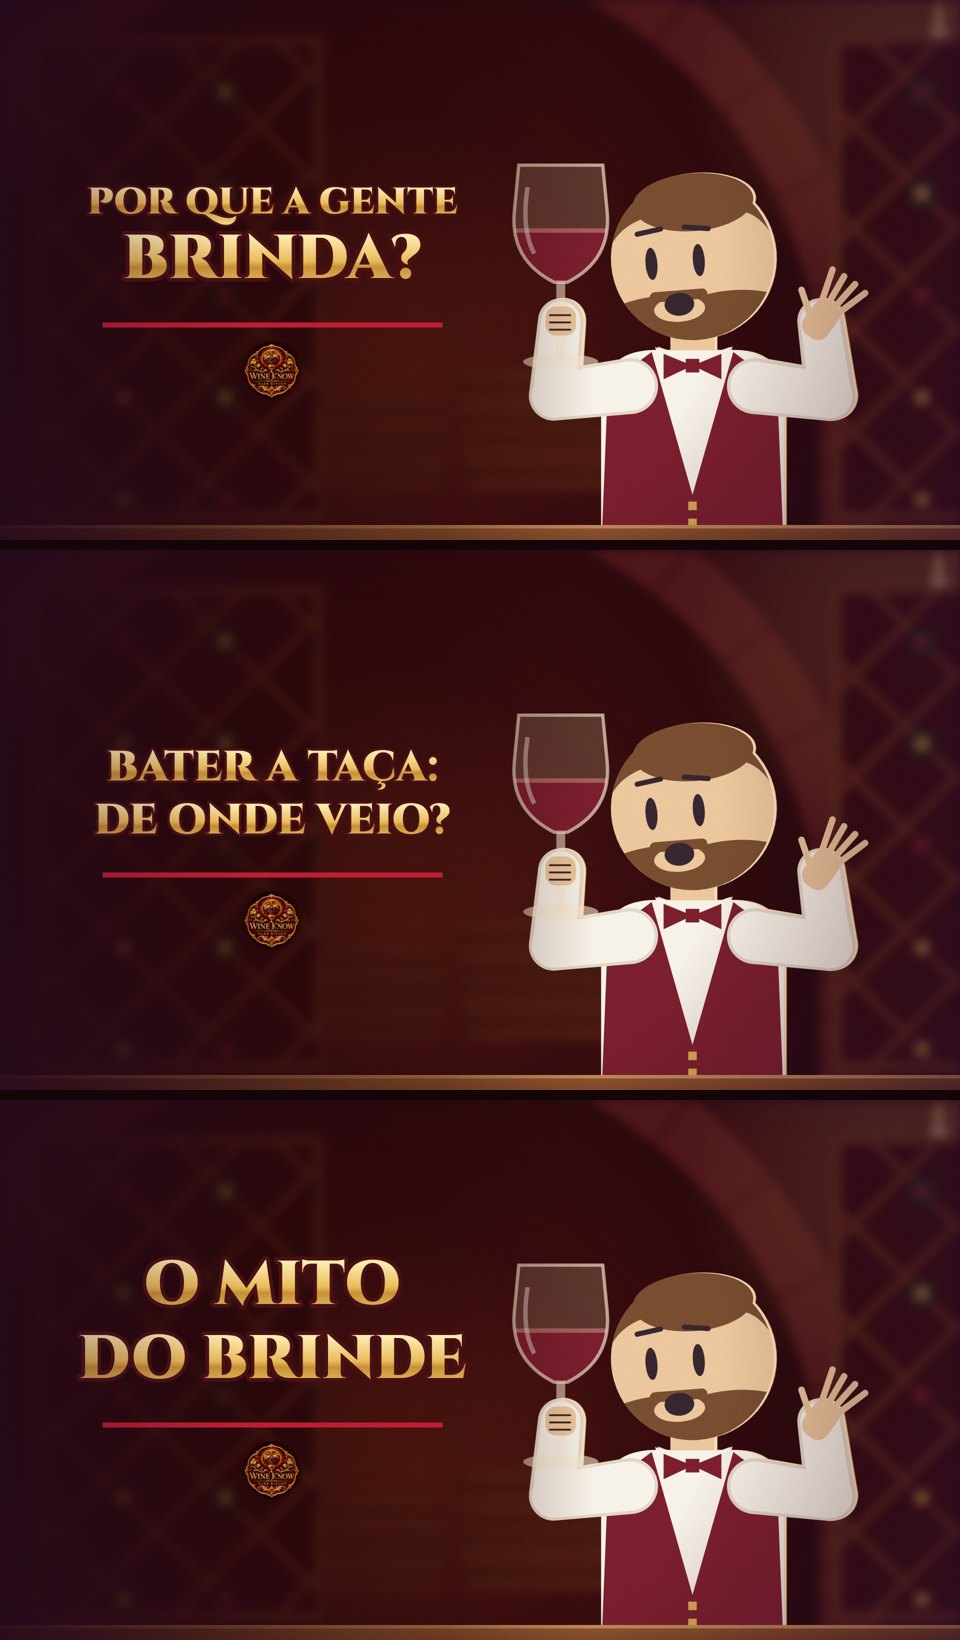 POR QUE A GENTE
BRINDA?
WINE KNOW
BATER A TAÇA:
DE ONDE VEIO?
WINE KNOW
O MITO
DO BRINDE
WINE KNOW